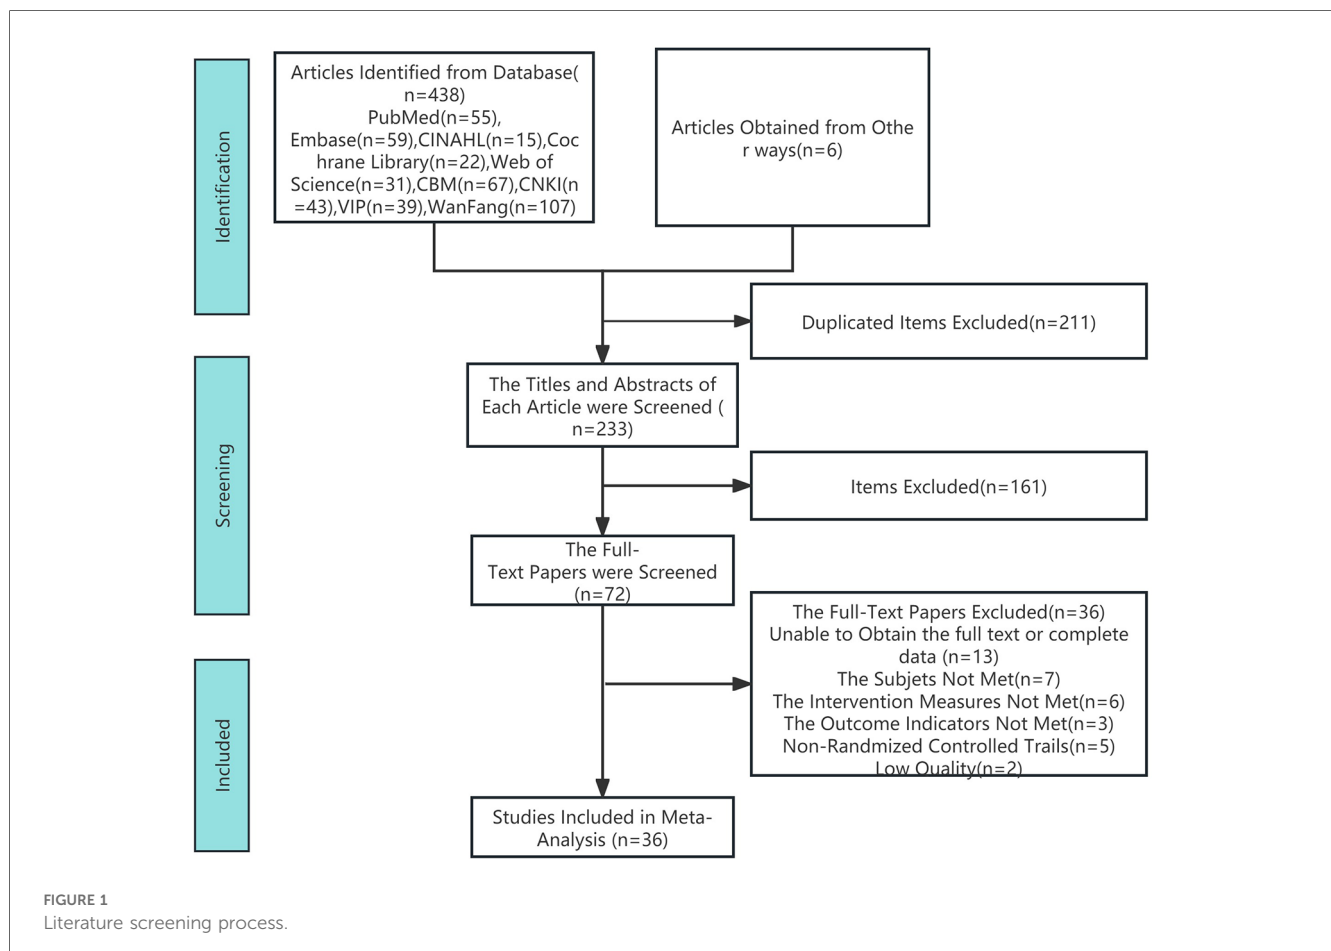 Identification
Articles Identified from Database(
n=438)
PubMed(n=55),
Embase(n=59),CINAHL(n=15),Coc
hrane Library(n=22),Web of
Science(n=31),CBM(n=67),CNKI(n
=43),VIP(n=39),WanFang(n=107)
Articles Obtained from Othe
r ways(n=6)
Duplicated Items Excluded(n=211)
Screening
The Titles and Abstracts of
Each Article were Screened (
n=233)
Items Excluded(n=161)
The Full-
Text Papers were Screened
(n=72)
The Full-Text Papers Excluded(n=36)
Unable to Obtain the full text or complete
data (n=13)
The Subjets Not Met(n=7)
The Intervention Measures Not Met(n=6)
The Outcome Indicators Not Met(n=3)
Non-Randmized Controlled Trails(n=5)
Low Quality(n=2)
Included
Studies Included in Meta-
Analysis (n=36)
FIGURE 1
Literature screening process.